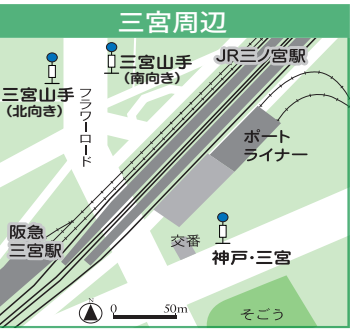 三宮周辺
三宮山手
(北向き)
三宮山手
(南向き)
フラワーロード
JR三ノ宮駅
ポート
ライナー
阪急
三宮駅
交番
神戸・三宮
N
0 50m
そごう